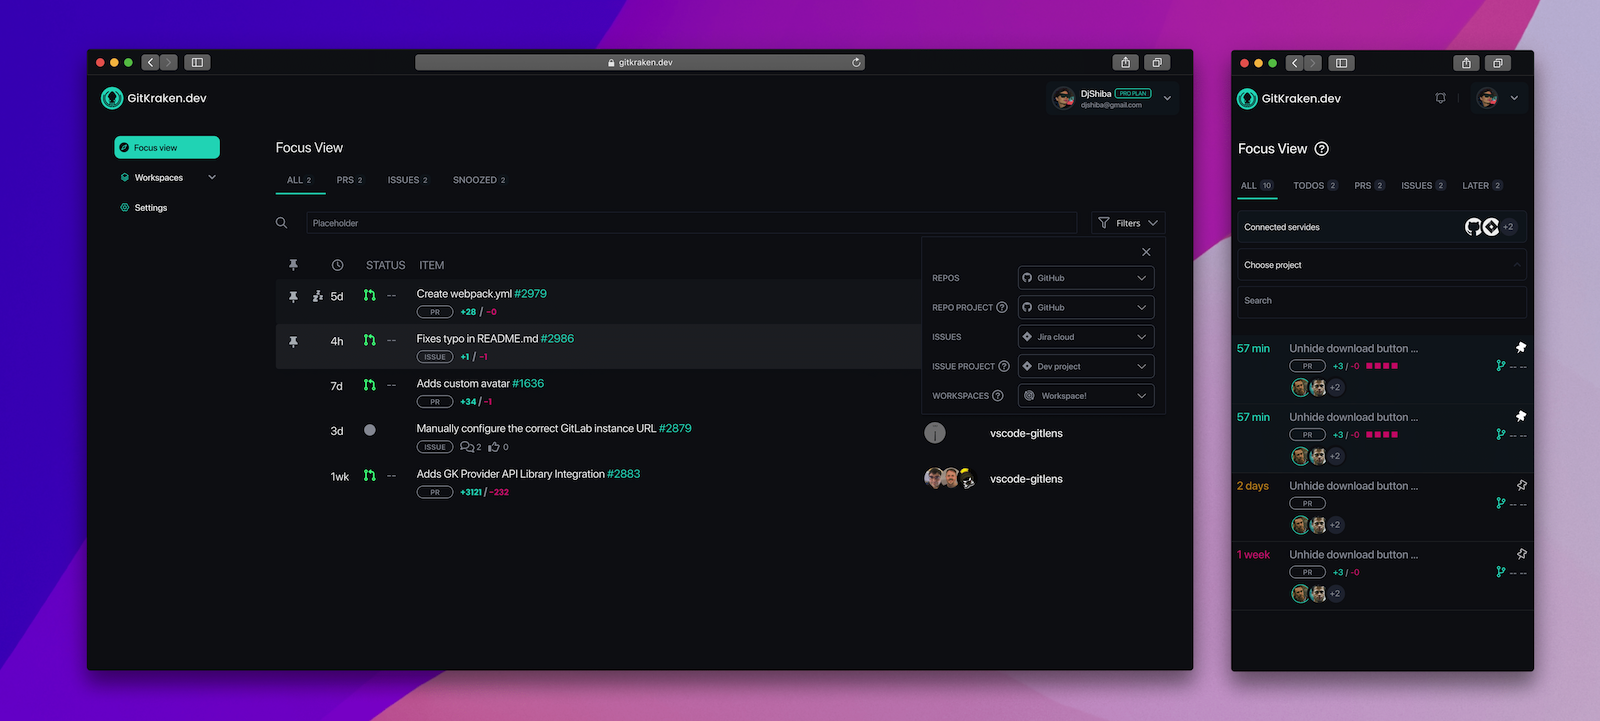 gitkraken.dev
GitKraken.dev
DjShiba PRO PLAN
djshiba@gmail.com
Focus view
Workspaces
Settings
Focus View
ALL 2 PRS 2 ISSUES 2 SNOOZED 2
Placeholder
Filters
STATUS ITEM
5d -- Create webpack.yml #2979
PR +28 / -0
4h -- Fixes typo in README.md #2986
ISSUE +1 / -1
7d -- Adds custom avatar #1636
PR +34 / -1
3d Manually configure the correct GitLab instance URL #2879
ISSUE 2 0
vscode-gitlens
1wk -- Adds GK Provider API Library Integration #2883
PR +3121 / -232
vscode-gitlens
REPOS GitHub
REPO PROJECT ? GitHub
ISSUES Jira cloud
ISSUE PROJECT ? Dev project
WORKSPACES ? Workspace!
GitKraken.dev
Focus View ?
ALL 10 TODOS 2 PRS 2 ISSUES 2 LATER 2
Connected servides +2
Choose project
Search
57 min Unhide download button ...
PR +3 / -0 -- --
+2
57 min Unhide download button ...
PR +3 / -0 -- --
+2
2 days Unhide download button ...
PR -- --
+2
1 week Unhide download button ...
PR +3 / -0 -- --
+2